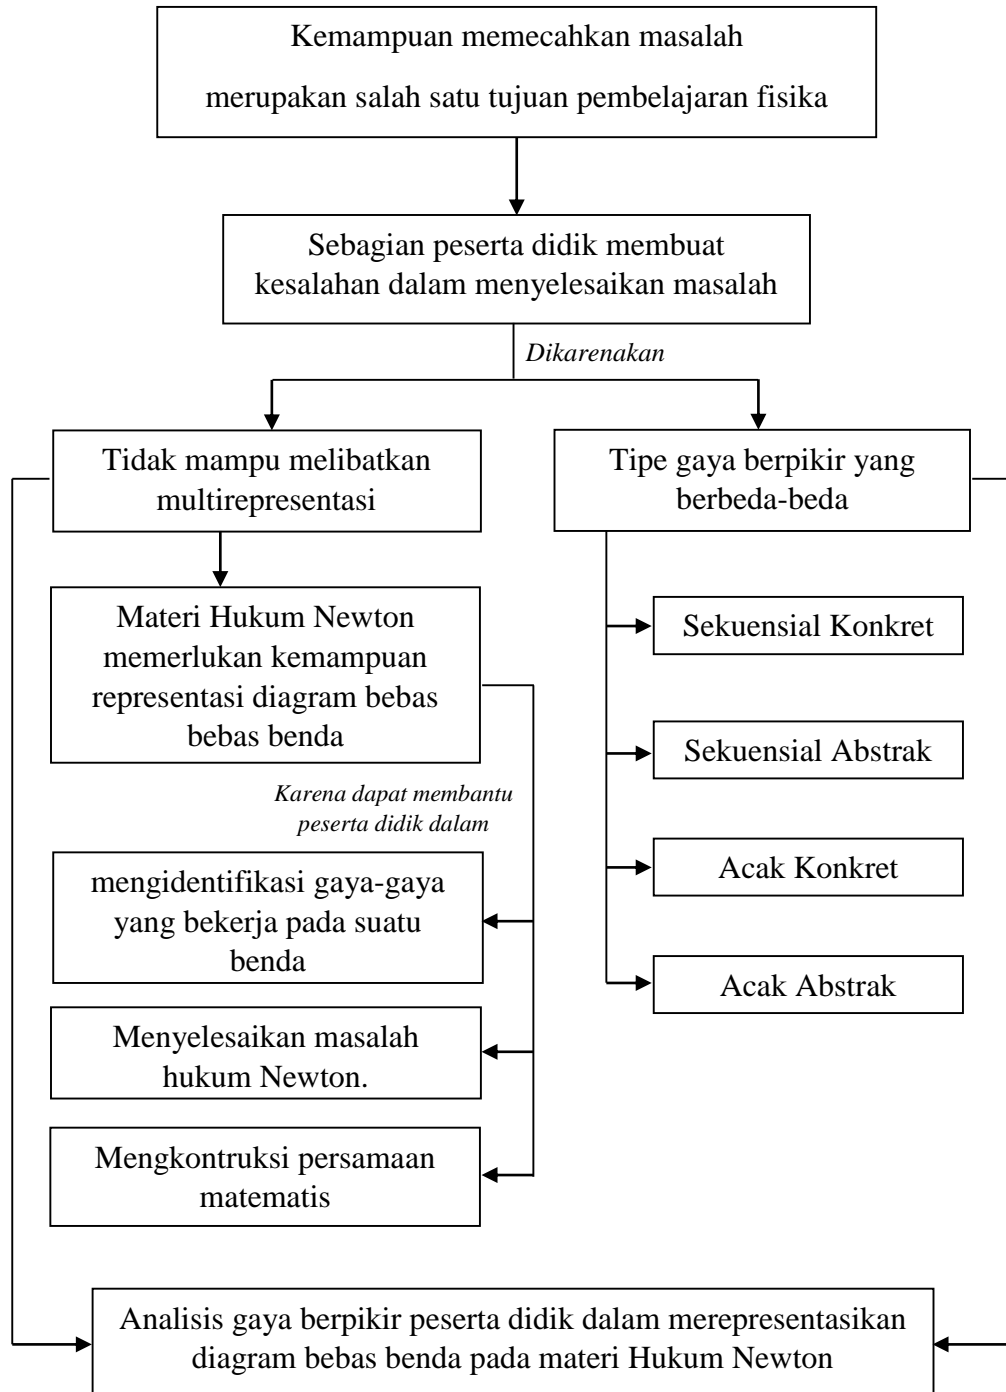 Kemampuan memecahkan masalah
merupakan salah satu tujuan pembelajaran fisika
Sebagian peserta didik membuat
kesalahan dalam menyelesaikan masalah
Dikarenakan
Tidak mampu melibatkan
multirepresentasi
Tipe gaya berpikir yang
berbeda-beda
Materi Hukum Newton
memerlukan kemampuan
representasi diagram bebas
bebas benda
Karena dapat membantu
peserta didik dalam
mengidentifikasi gaya-gaya
yang bekerja pada suatu
benda
Menyelesaikan masalah
hukum Newton.
Mengkontruksi persamaan
matematis
Sekuensial Konkret
Sekuensial Abstrak
Acak Konkret
Acak Abstrak
Analisis gaya berpikir peserta didik dalam merepresentasikan
diagram bebas benda pada materi Hukum Newton